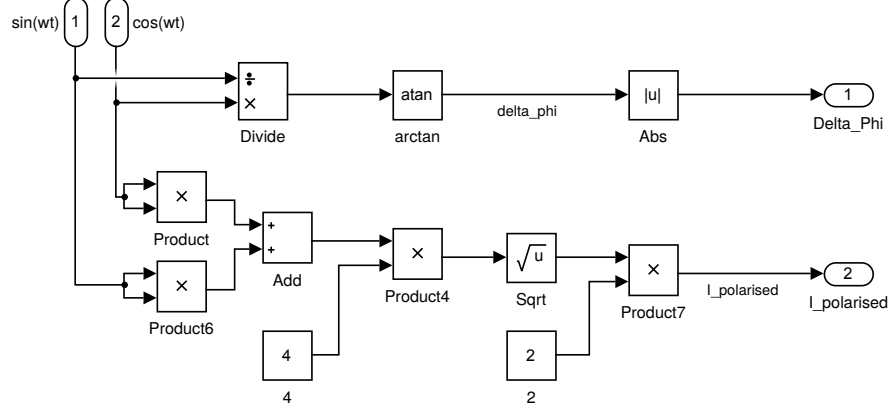 sin(wt) 1 2 cos(wt)
÷
×
Divide
atan
arctan
delta_phi
|u|
Abs
1
Delta_Phi
×
Product
×
Product6
+
+
Add
×
Product4
√u
Sqrt
×
Product7
I_polarised
2
I_polarised
4
4
2
2